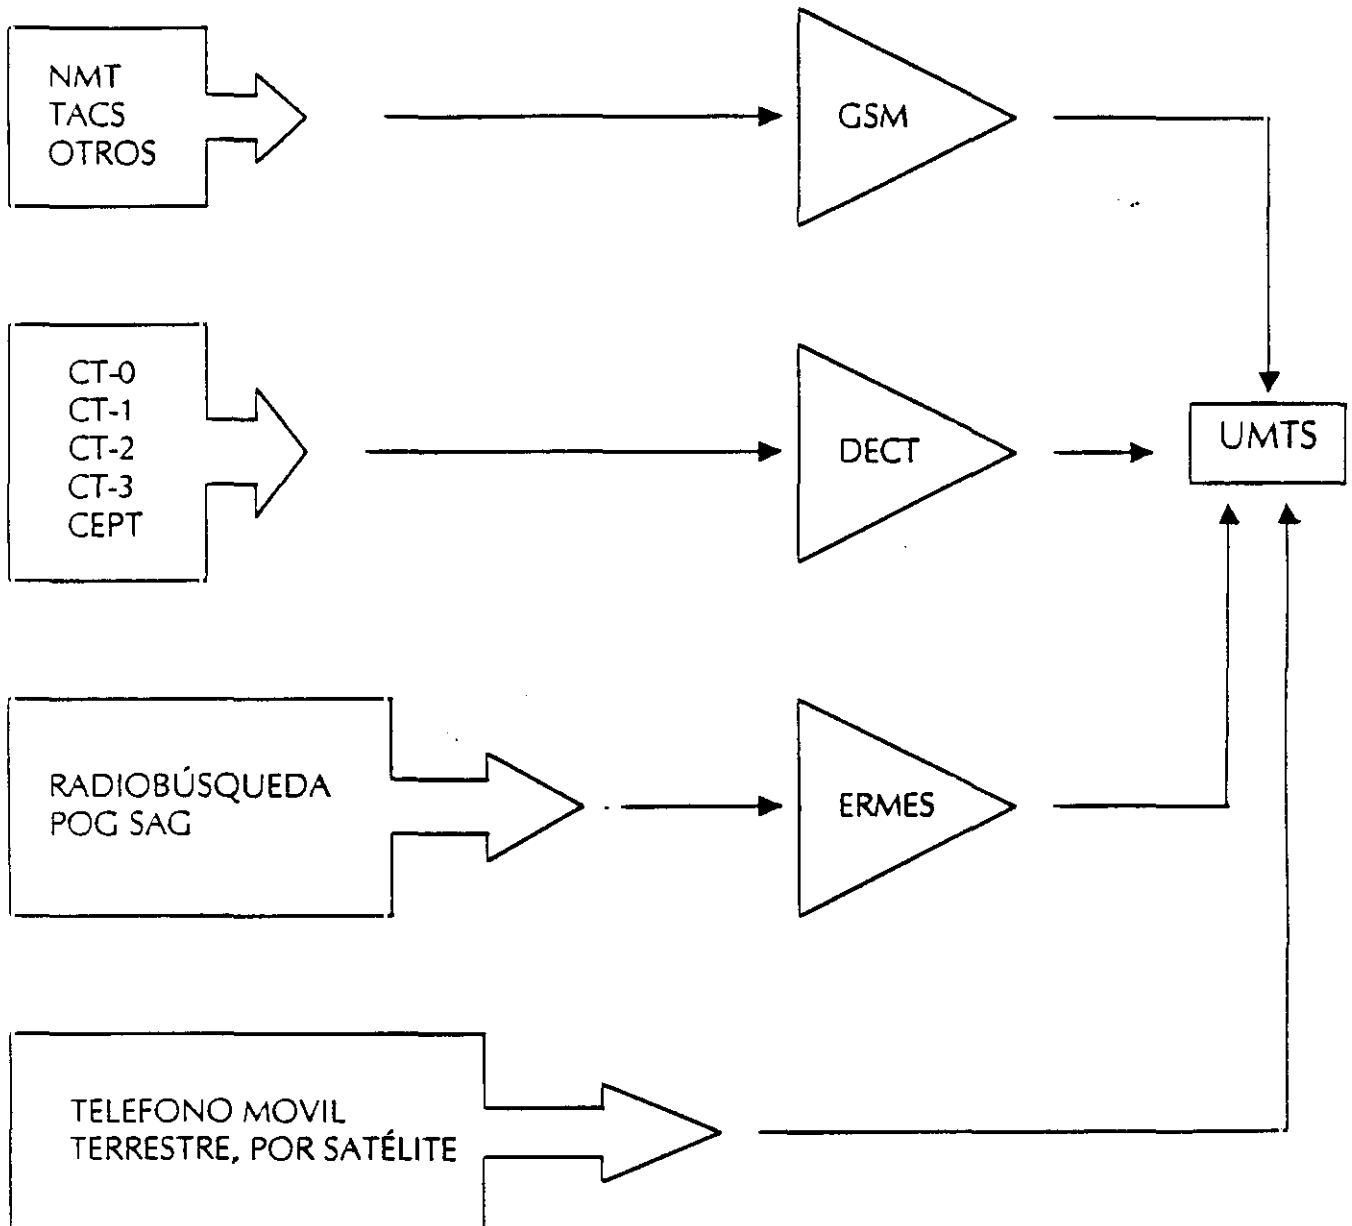 NMT
TACS
OTROS
GSM
CT-0
CT-1
CT-2
CT-3
CEPT
DECT
UMTS
RADIOBÚSQUEDA
POG SAG
ERMES
TELEFONO MOVIL
TERRESTRE, POR SATÉLITE